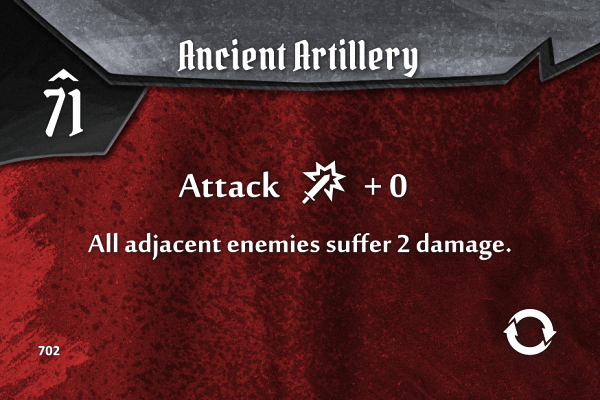 Ancient Artillery
71
Attack + 0
All adjacent enemies suffer 2 damage.
702